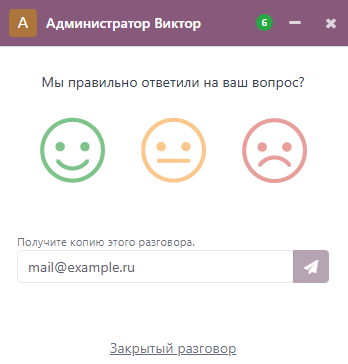 А Администратор Виктор 6
Мы правильно ответили на ваш вопрос?
Получите копию этого разговора.
mail@example.ru
Закрытый разговор